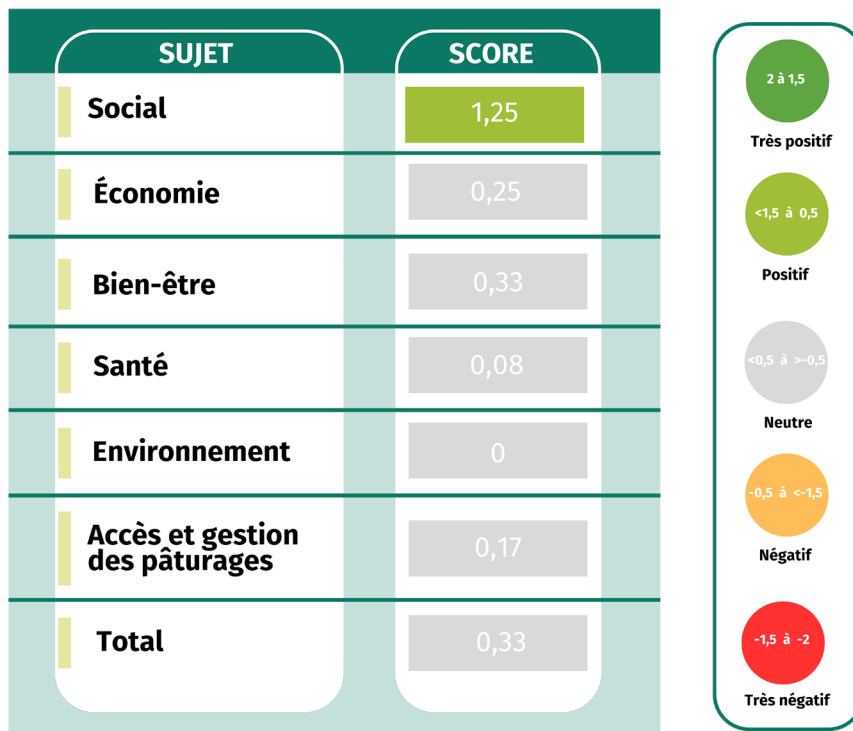 SUJET SCORE
Social 1,25
Économie 0,25
Bien-être 0,33
Santé 0,08
Environnement 0
Accès et gestion
des pâturages 0,17
Total 0,33
2 à 1,5
Très positif
<1,5 à 0,5
Positif
<0,5 à >-0,5
Neutre
-0,5 à <-1,5
Négatif
-1,5 à -2
Très négatif